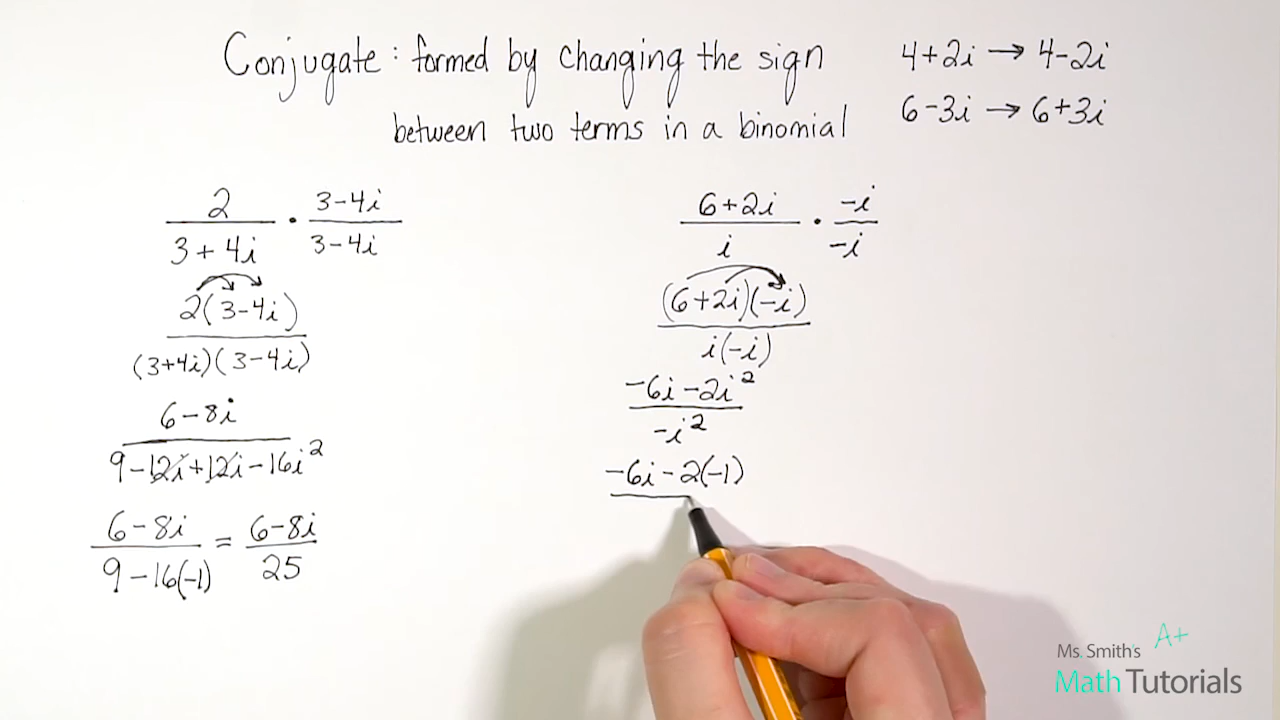 Conjugate: formed by changing the sign
between two terms in a binomial
4+2i → 4-2i
6-3i → 6+3i
2/(3+4i) • (3-4i)/(3-4i)
2(3-4i)
(3+4i)(3-4i)
6-8i
9-12i+12i-16i²
(6-8i)/(9-16(-1)) = (6-8i)/25
(6+2i)/i • -i/-i
(6+2i)(-i)
i(-i)
-6i-2i²
-i²
-6i-2(-1)
Ms. Smith's A+
Math Tutorials